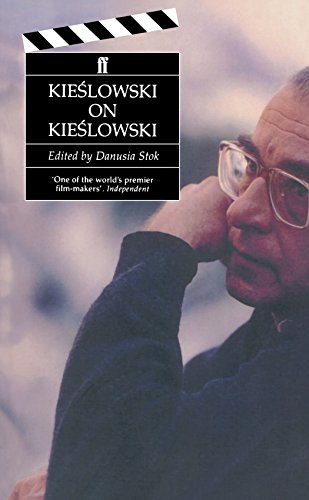 ff
KIEŚLOWSKI
ON
KIEŚLOWSKI
Edited by Danusia Stok
‘One of the world’s premier
film-makers’. Independent